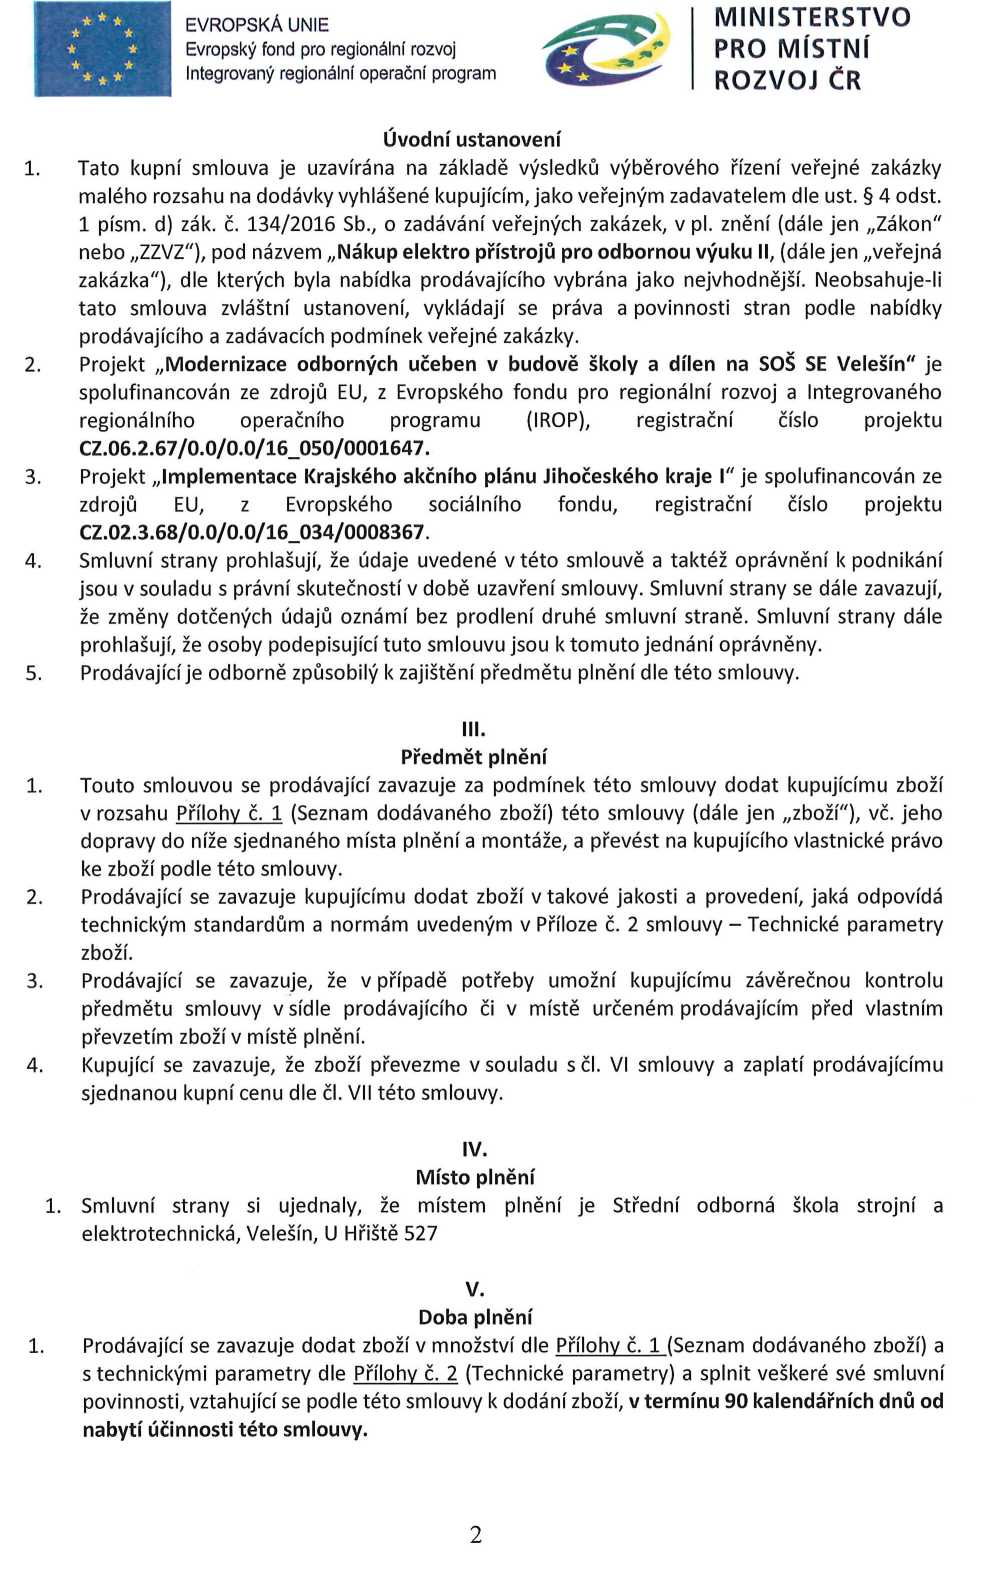 EVROPSKÁ UNIE
Evropský fond pro regionální rozvoj
Integrovaný regionální operační program
MINISTERSTVO
PRO MÍSTNÍ
ROZVOJ ČR
Úvodní ustanovení
1. Tato kupní smlouva je uzavírána na základě výsledků výběrového řízení veřejné zakázky
malého rozsahu na dodávky vyhlášené kupujícím, jako veřejným zadavatelem dle ust. § 4 odst.
1 písm. d) zák. č. 134/2016 Sb., o zadávání veřejných zakázek, v pl. znění (dále jen „Zákon“
nebo „ZZVZ“), pod názvem „Nákup elektro přístrojů pro odbornou výuku II, (dále jen „veřejná
zakázka“), dle kterých byla nabídka prodávajícího vybrána jako nejvhodnější. Neobsahuje-li
tato smlouva zvláštní ustanovení, vykládají se práva a povinnosti stran podle nabídky
prodávajícího a zadávacích podmínek veřejné zakázky.
2. Projekt „Modernizace odborných učeben v budově školy a dílen na SOŠ SE Velešín“ je
spolufinancován ze zdrojů EU, z Evropského fondu pro regionální rozvoj a Integrovaného
regionálního operačního programu (IROP), registrační číslo projektu
CZ.06.2.67/0.0/0.0/16_050/0001647.
3. Projekt „Implementace Krajského akčního plánu Jihočeského kraje I“ je spolufinancován ze
zdrojů EU, z Evropského sociálního fondu, registrační číslo projektu
CZ.02.3.68/0.0/0.0/16_034/0008367.
4. Smluvní strany prohlašují, že údaje uvedené v této smlouvě a taktéž oprávnění k podnikání
jsou v souladu s právní skutečností v době uzavření smlouvy. Smluvní strany se dále zavazují,
že změny dotčených údajů oznámí bez prodlení druhé smluvní straně. Smluvní strany dále
prohlašují, že osoby podepisující tuto smlouvu jsou k tomuto jednání oprávněny.
5. Prodávající je odborně způsobilý k zajištění předmětu plnění dle této smlouvy.
III.
Předmět plnění
1. Touto smlouvou se prodávající zavazuje za podmínek této smlouvy dodat kupujícímu zboží
v rozsahu Přílohy č. 1 (Seznam dodávaného zboží) této smlouvy (dále jen „zboží“), vč. jeho
dopravy do níže sjednaného místa plnění a montáže, a převést na kupujícího vlastnické právo
ke zboží podle této smlouvy.
2. Prodávající se zavazuje kupujícímu dodat zboží v takové jakosti a provedení, jaká odpovídá
technickým standardům a normám uvedeným v Příloze č. 2 smlouvy – Technické parametry
zboží.
3. Prodávající se zavazuje, že v případě potřeby umožní kupujícímu závěrečnou kontrolu
předmětu smlouvy v sídle prodávajícího či v místě určeném prodávajícím před vlastním
převzetím zboží v místě plnění.
4. Kupující se zavazuje, že zboží převezme v souladu s čl. VI smlouvy a zaplatí prodávajícímu
sjednanou kupní cenu dle čl. VII této smlouvy.
IV.
Místo plnění
1. Smluvní strany si ujednaly, že místem plnění je Střední odborná škola strojní a
elektrotechnická, Velešín, U Hřiště 527
V.
Doba plnění
1. Prodávající se zavazuje dodat zboží v množství dle Přílohy č. 1 (Seznam dodávaného zboží) a
s technickými parametry dle Přílohy č. 2 (Technické parametry) a splnit veškeré své smluvní
povinnosti, vztahující se podle této smlouvy k dodání zboží, v termínu 90 kalendářních dnů od
nabytí účinnosti této smlouvy.
2